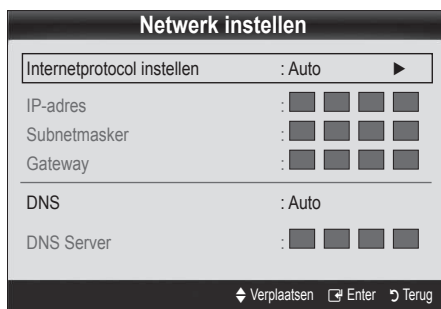 Netwerk instellen
Internetprotocol instellen : Auto ►
IP-adres :
Subnetmasker :
Gateway :
DNS : Auto
DNS Server :
Verplaatsen Enter Terug